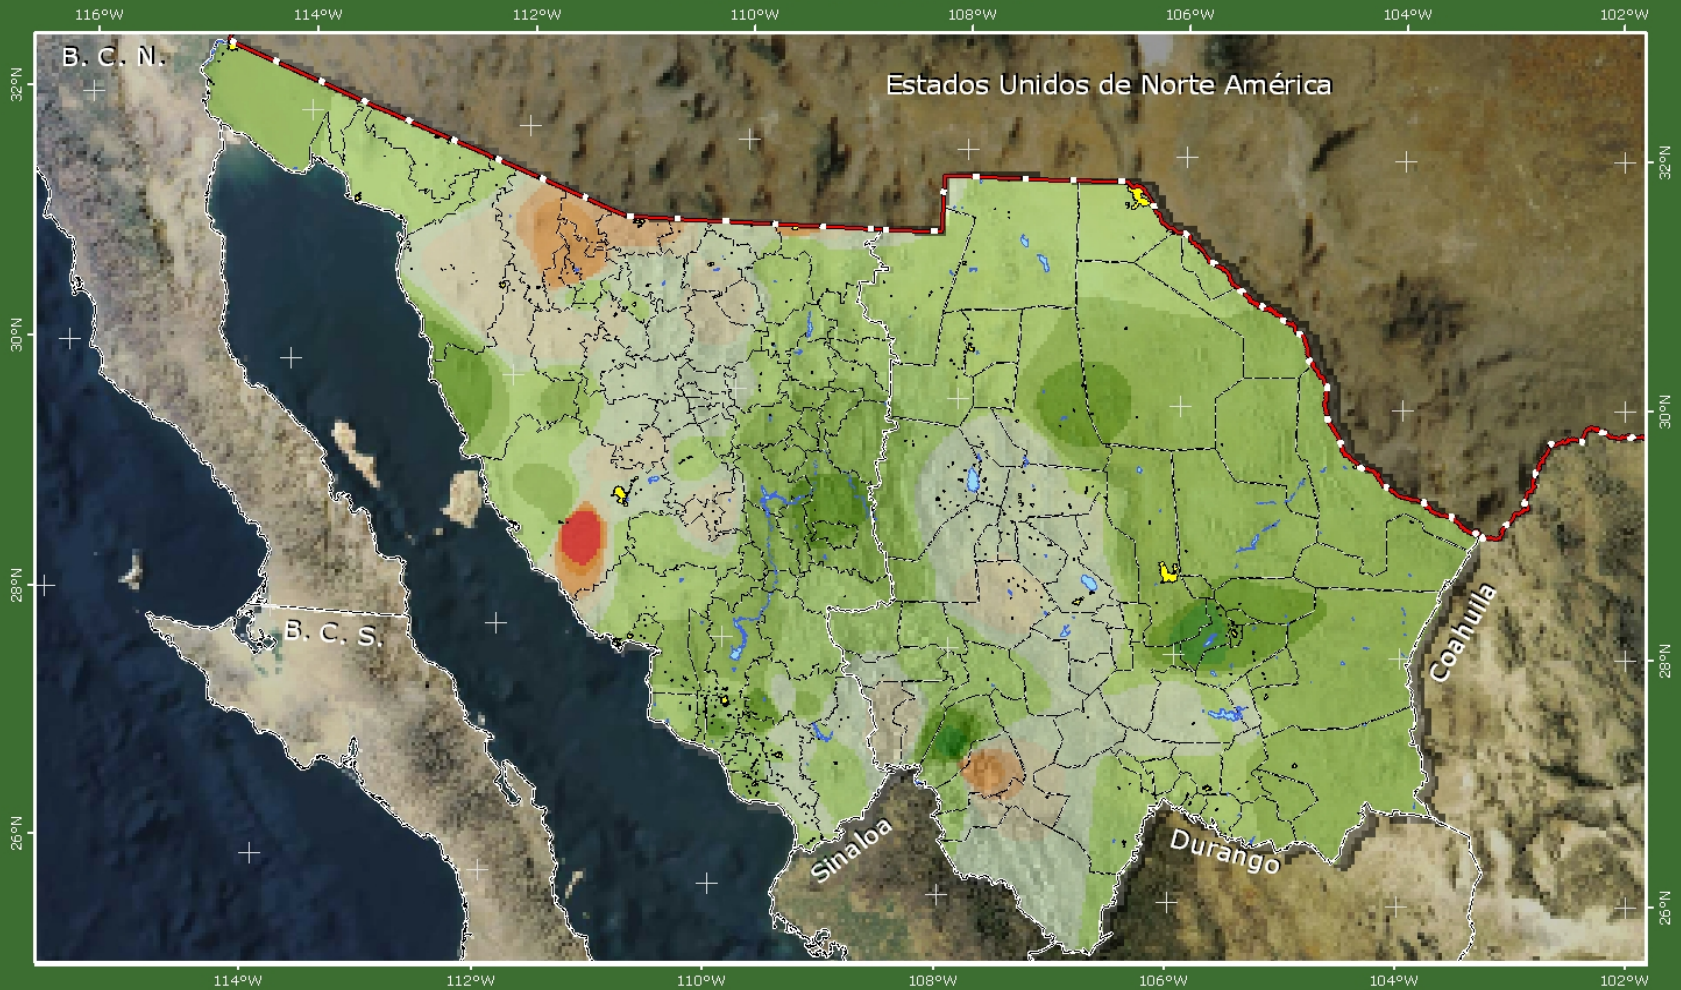 116°W 114°W 112°W 110°W 108°W 106°W 104°W 102°W
B. C. N.
Estados Unidos de Norte América
32°N
32°N
30°N
30°N
28°N
28°N
B. C. S.
Coahuila
Sinaloa
Durango
26°N
26°N
114°W 112°W 110°W 108°W 106°W 104°W 102°W